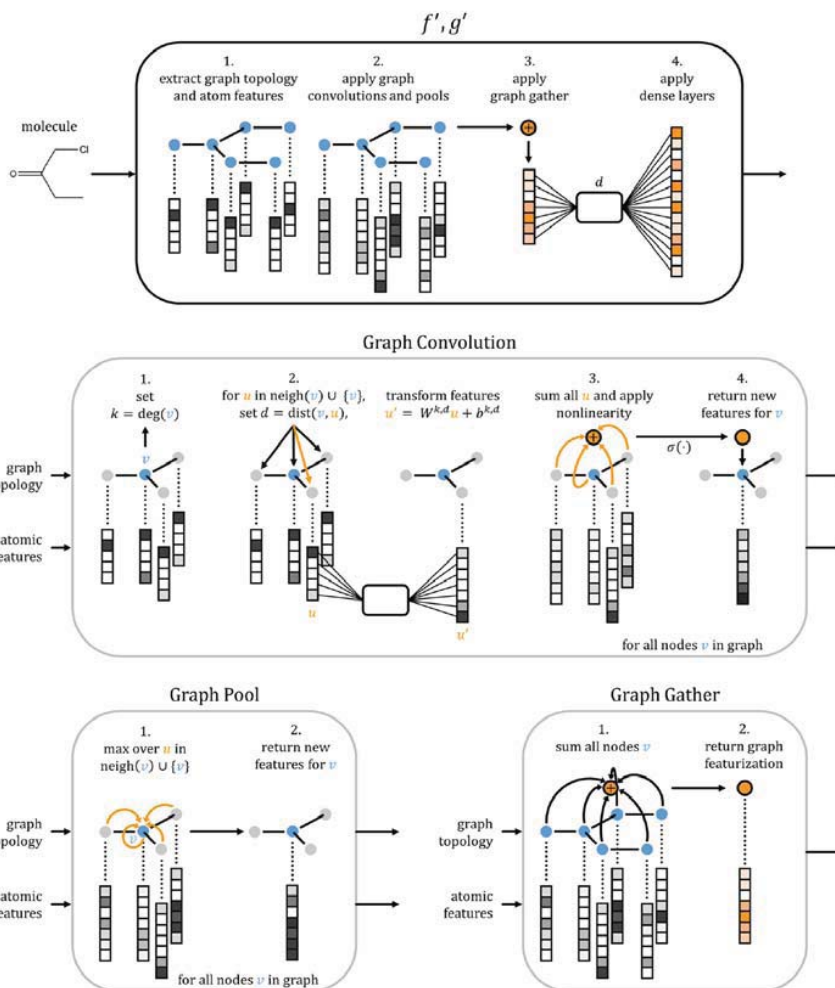 f′, g′
1.
extract graph topology
and atom features
2.
apply graph
convolutions and pools
3.
apply
graph gather
4.
apply
dense layers
molecule
Cl
O
d
Graph Convolution
1.
set
k = deg(v)
v
2.
for u in neigh(v) ∪ {v},
set d = dist(v, u),
transform features
u′ = W^{k,d}u + b^{k,d}
3.
sum all u and apply
nonlinearity
σ(·)
4.
return new
features for v
graph
opology
atomic
eatures
u
u′
for all nodes v in graph
Graph Pool
1.
max over u in
neigh(v) ∪ {v}
2.
return new
features for v
v
graph
opology
atomic
eatures
for all nodes v in graph
Graph Gather
1.
sum all nodes v
2.
return graph
featurization
graph
topology
atomic
features